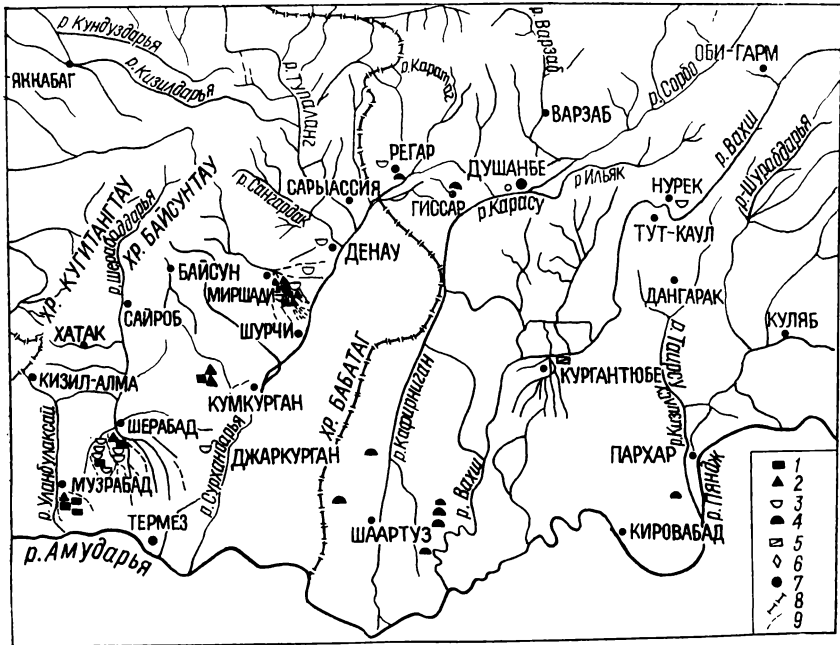 р. Кундуздарья
ЯККАБАГ
р. Кизилдарья
р. Тупаланг
р. Каратаг
р. Варзаб
ВАРЗАБ
ОБИ-ГАРМ
р. Сорбо
р. Вахш
р. Шурабдарья
РЕГАР
ДУШАНБЕ
САРЫАССИЯ
ГИССАР
р. Карасу
р. Ильяк
НУРЕК
ТУТ-КАУЛ
р. Сангардак
ДЕНАУ
ХР. КУГИТАНГТАУ
р. Шерабаддарья
ХР. БАЙСУНТАУ
БАЙСУН
МИРШАДИ
ДАНГАРАК
САЙРОБ
ШУРЧИ
ХАТАК
КУЛЯБ
р. Таирсу
КИЗИЛ-АЛМА
КУМКУРГАН
ХР. БАБАТАГ
р. Кафирниган
КУРГАНТЮБЕ
р. Кизилсу
ШЕРАБАД
ДЖАРКУРГАН
ПАРХАР
р. Уланбулаксай
МУЗРАБАД
р. Сурхандарья
р. Вахш
р. Пяндж
ТЕРМЕЗ
ШААРТУЗ
КИРОВАБАД
р. Амударья
1
2
3
4
5
6
7
8
9